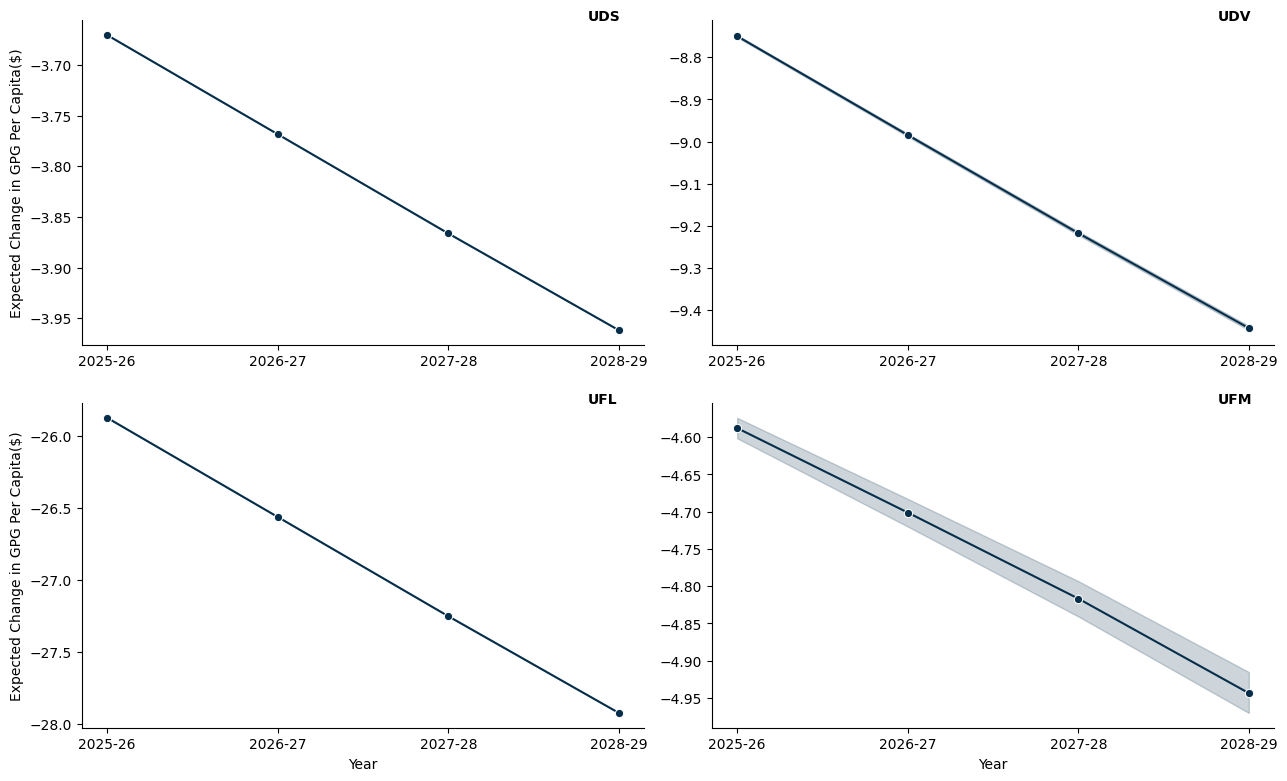 UDS
Expected Change in GPG Per Capita($)
−3.70
−3.75
−3.80
−3.85
−3.90
−3.95
2025-26 2026-27 2027-28 2028-29
UDV
−8.8
−8.9
−9.0
−9.1
−9.2
−9.3
−9.4
2025-26 2026-27 2027-28 2028-29
UFL
Expected Change in GPG Per Capita($)
−26.0
−26.5
−27.0
−27.5
−28.0
2025-26 2026-27 2027-28 2028-29
Year
UFM
−4.60
−4.65
−4.70
−4.75
−4.80
−4.85
−4.90
−4.95
2025-26 2026-27 2027-28 2028-29
Year